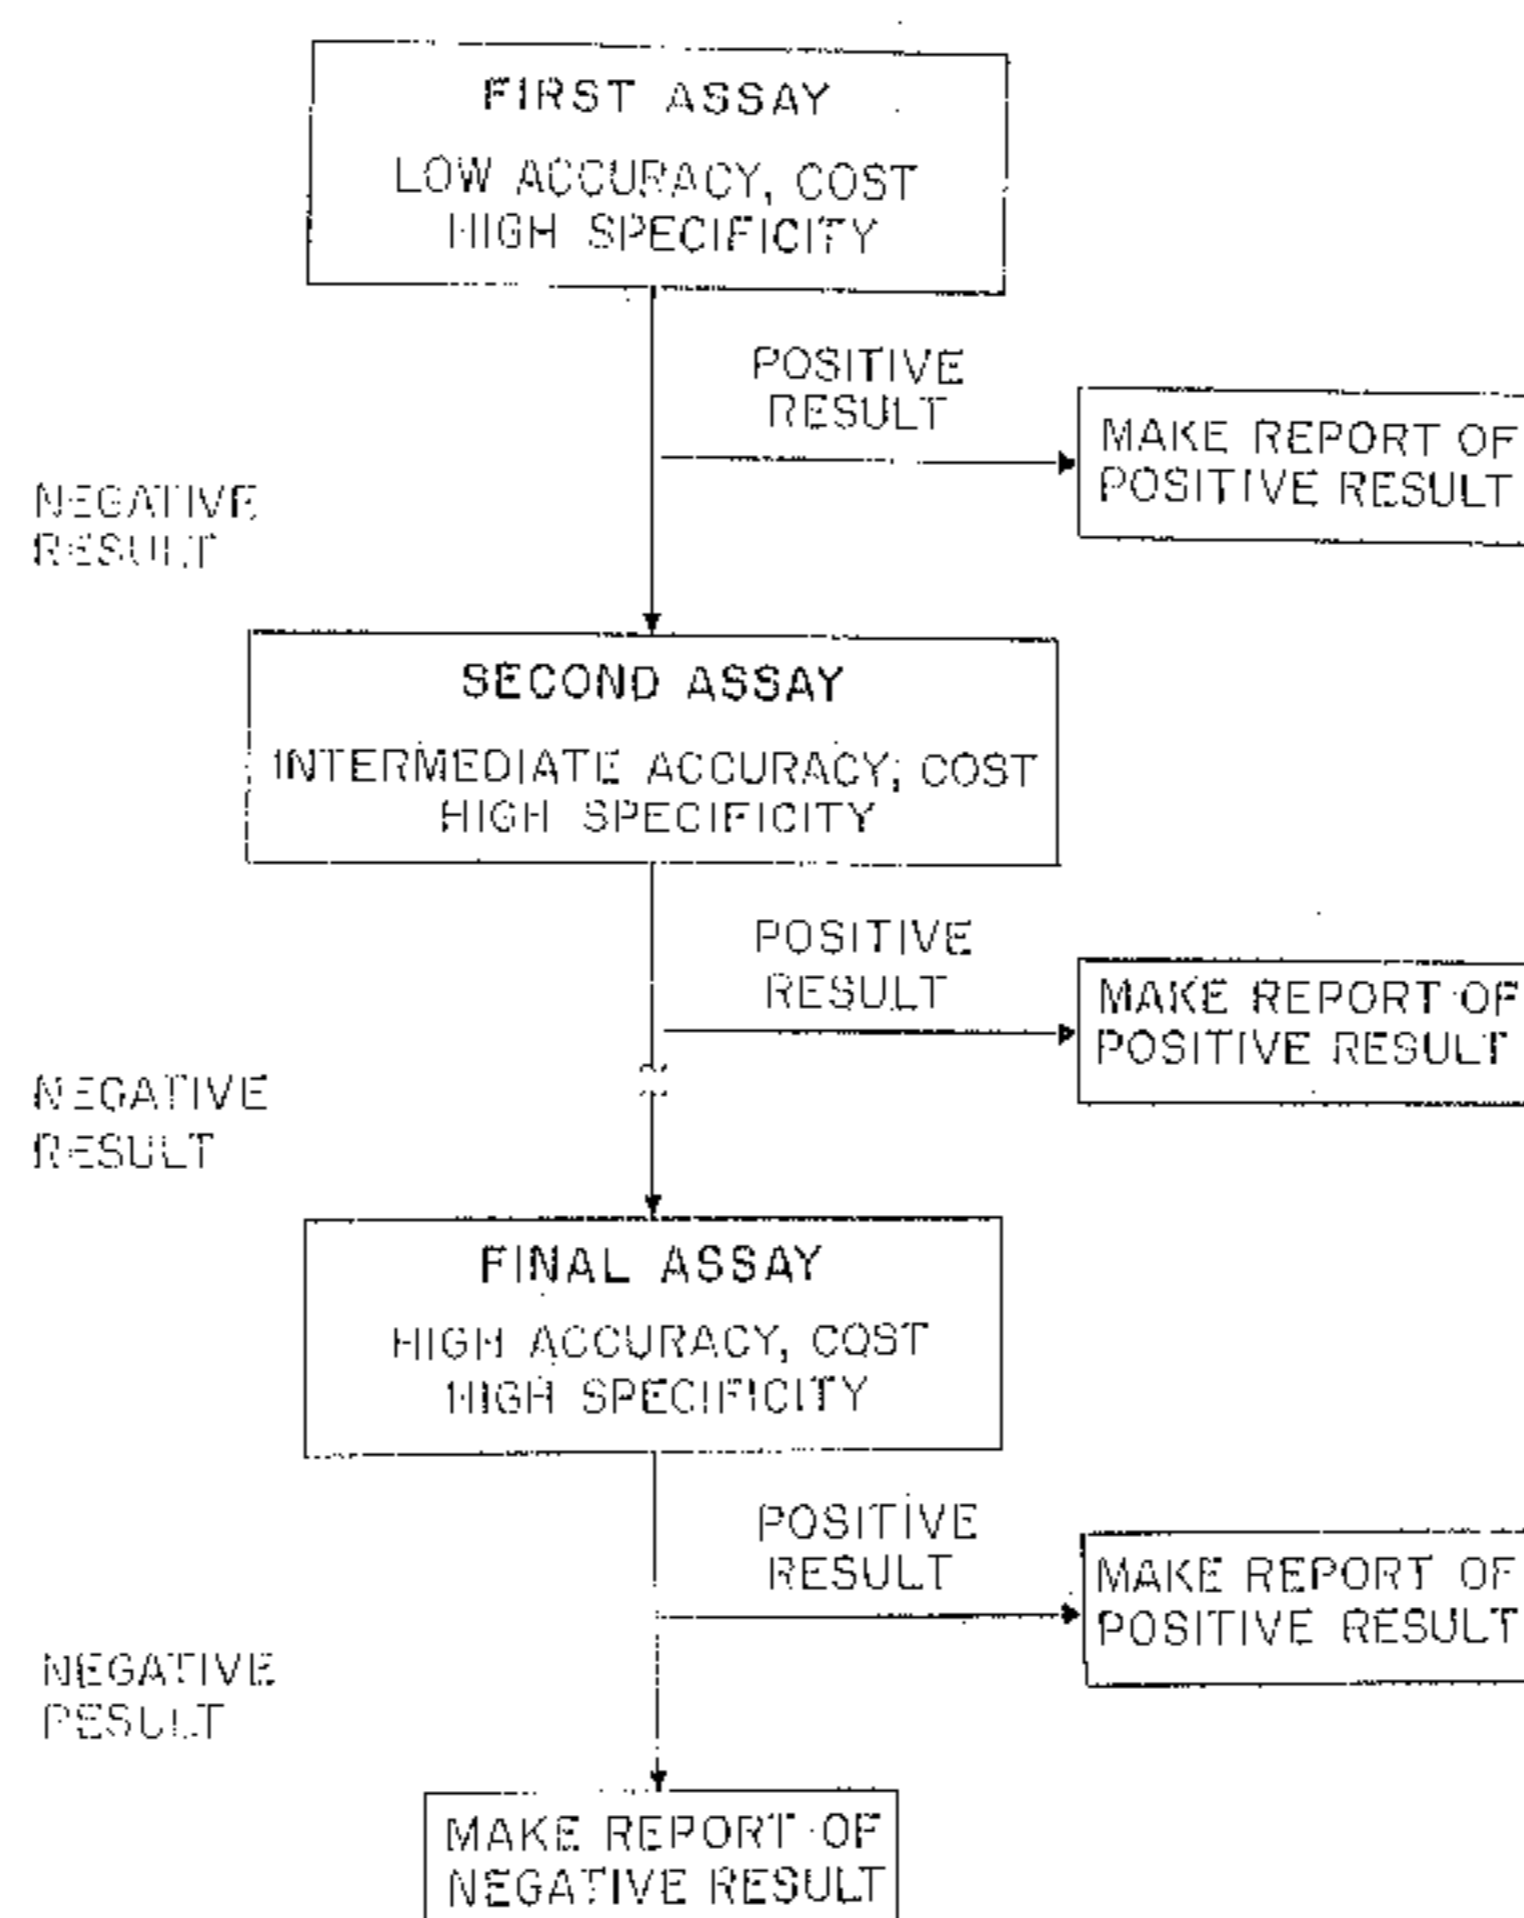 FIRST ASSAY
LOW ACCURACY, COST
HIGH SPECIFICITY
POSITIVE
RESULT
MAKE REPORT OF
POSITIVE RESULT
NEGATIVE
RESULT
SECOND ASSAY
INTERMEDIATE ACCURACY, COST
HIGH SPECIFICITY
POSITIVE
RESULT
MAKE REPORT OF
POSITIVE RESULT
NEGATIVE
RESULT
FINAL ASSAY
HIGH ACCURACY, COST
HIGH SPECIFICITY
POSITIVE
RESULT
MAKE REPORT OF
POSITIVE RESULT
NEGATIVE
RESULT
MAKE REPORT OF
NEGATIVE RESULT